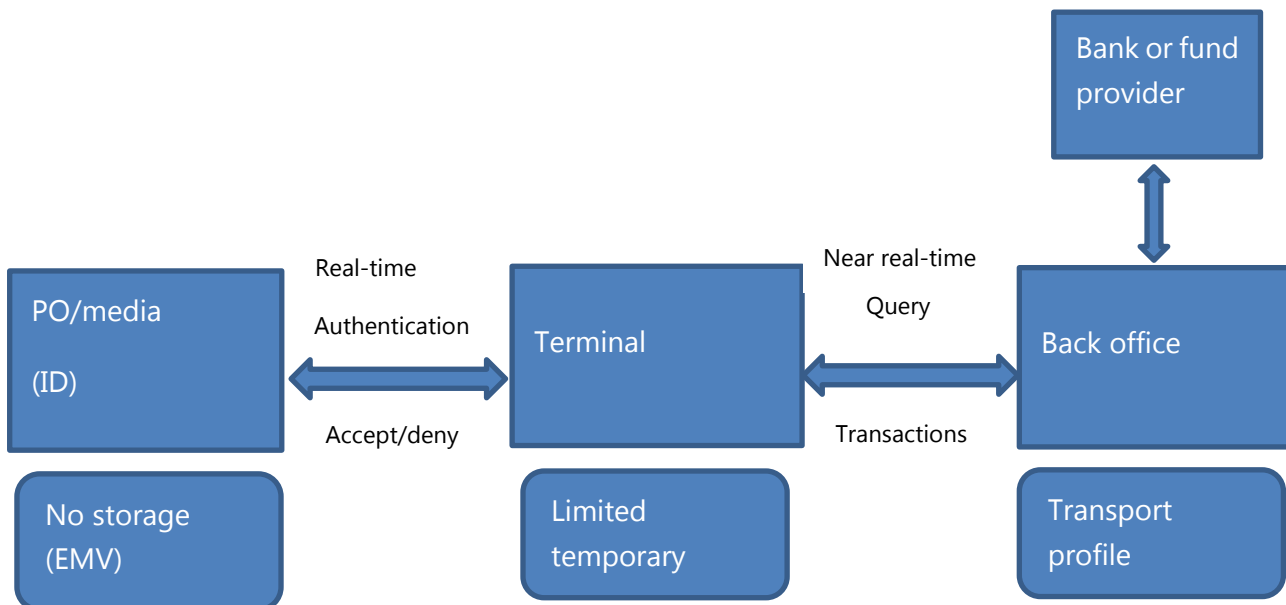 Bank or fund
provider
PO/media
(ID)
Real-time
Authentication
Accept/deny
Terminal
Near real-time
Query
Transactions
Back office
No storage
(EMV)
Limited
temporary
Transport
profile